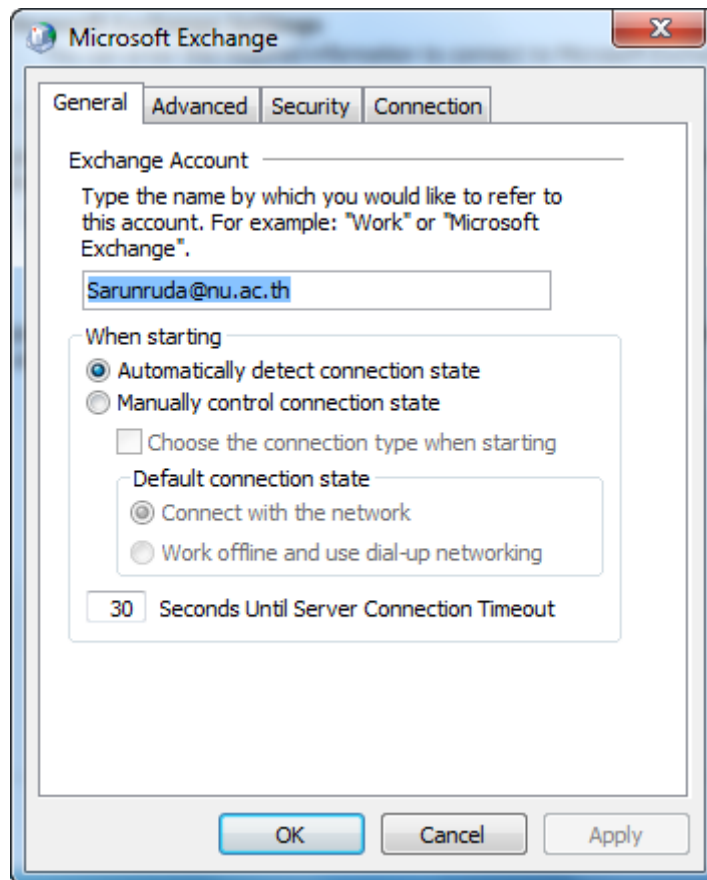 Microsoft Exchange
General Advanced Security Connection
Exchange Account
Type the name by which you would like to refer to
this account. For example: "Work" or "Microsoft
Exchange".
Sarunruda@nu.ac.th
When starting
Automatically detect connection state
Manually control connection state
Choose the connection type when starting
Default connection state
Connect with the network
Work offline and use dial-up networking
30 Seconds Until Server Connection Timeout
OK Cancel Apply